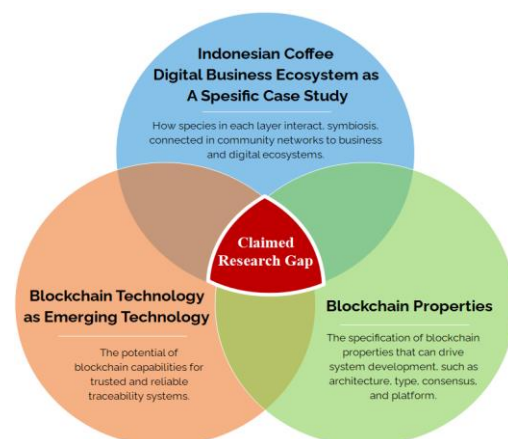 Indonesian Coffee
Digital Business Ecosystem as
A Spesific Case Study
How species in each layer interact, symbiosis,
connected in community networks to business
and digital ecosystems.
Claimed
Research Gap
Blockchain Technology
as Emerging Technology
The potential of
blockchain capabilities for
trusted and reliable
traceability systems.
Blockchain Properties
The specification of blockchain
properties that can drive
system development, such as
architecture, type, consensus,
and platform.